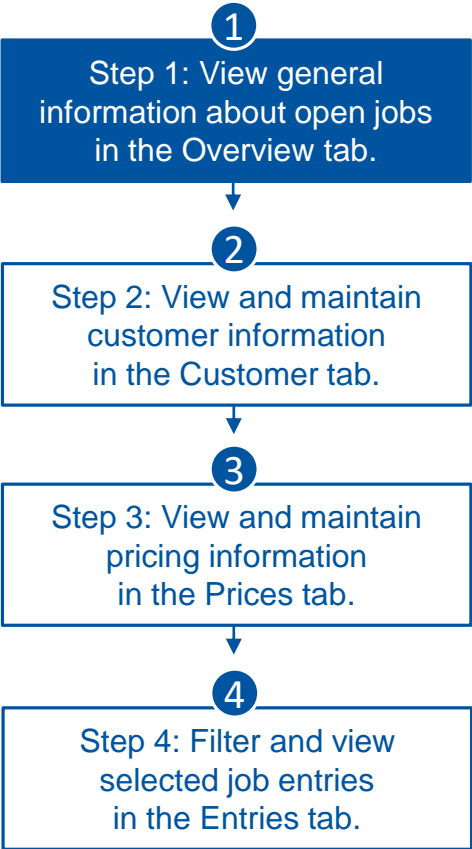 1
Step 1: View general
information about open jobs
in the Overview tab.
2
Step 2: View and maintain
customer information
in the Customer tab.
3
Step 3: View and maintain
pricing information
in the Prices tab.
4
Step 4: Filter and view
selected job entries
in the Entries tab.